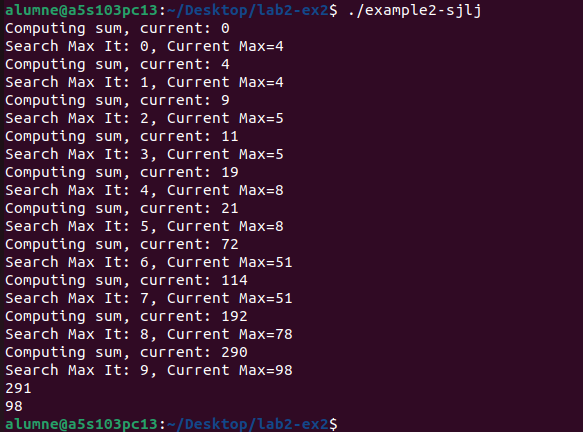 alumne@a5s103pc13:~/Desktop/lab2-ex2$ ./example2-sjlj
Computing sum, current: 0
Search Max It: 0, Current Max=4
Computing sum, current: 4
Search Max It: 1, Current Max=4
Computing sum, current: 9
Search Max It: 2, Current Max=5
Computing sum, current: 11
Search Max It: 3, Current Max=5
Computing sum, current: 19
Search Max It: 4, Current Max=8
Computing sum, current: 21
Search Max It: 5, Current Max=8
Computing sum, current: 72
Search Max It: 6, Current Max=51
Computing sum, current: 114
Search Max It: 7, Current Max=51
Computing sum, current: 192
Search Max It: 8, Current Max=78
Computing sum, current: 290
Search Max It: 9, Current Max=98
291
98
alumne@a5s103pc13:~/Desktop/lab2-ex2$